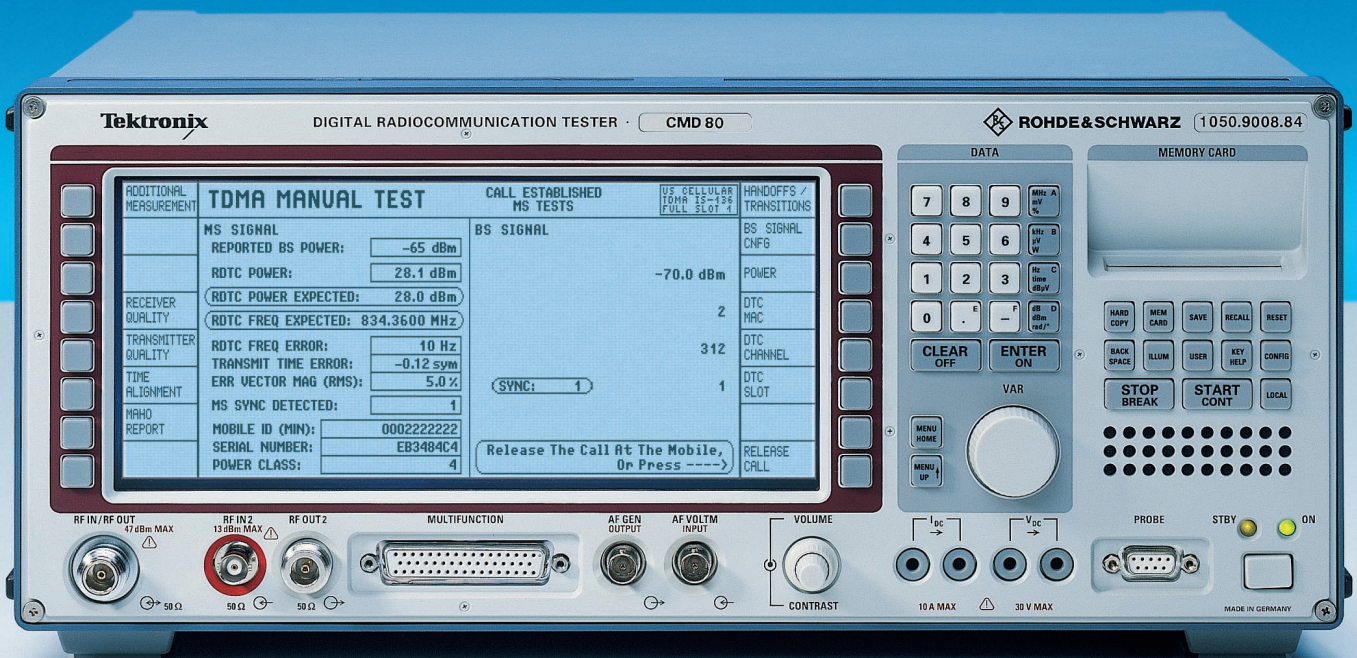 Tektronix
DIGITAL RADIOCOMMUNICATION TESTER · CMD 80
ROHDE&SCHWARZ 1050.9008.84
ADDITIONAL
MEASUREMENT
RECEIVER
QUALITY
TRANSMITTER
QUALITY
TIME
ALIGNMENT
MAHO
REPORT
TDMA MANUAL TEST
CALL ESTABLISHED
MS TESTS
US CELLULAR
TDMA IS-136
FULL SLOT 1
MS SIGNAL
REPORTED BS POWER: -65 dBm
RDTC POWER: 28.1 dBm
RDTC POWER EXPECTED: 28.0 dBm
RDTC FREQ EXPECTED: 834.3600 MHz
RDTC FREQ ERROR: 10 Hz
TRANSMIT TIME ERROR: -0.12 sym
ERR VECTOR MAG (RMS): 5.0 %
MS SYNC DETECTED: 1
MOBILE ID (MIN): 0002222222
SERIAL NUMBER: EB3484C4
POWER CLASS: 4
BS SIGNAL
-70.0 dBm
2
312
SYNC: 1
1
Release The Call At The Mobile,
Or Press ---->
HANDOFFS /
TRANSITIONS
BS SIGNAL
CNFG
POWER
DTC
MAC
DTC
CHANNEL
DTC
SLOT
RELEASE
CALL
DATA
7 8 9 MHz A
mV
%
4 5 6 kHz B
µV
W
1 2 3 Hz C
time
dBµV
0 . E – F dB D
dBm
rad/°
CLEAR
OFF
ENTER
ON
VAR
MENU
HOME
MENU
UP
MEMORY CARD
HARD
COPY
MEM
CARD
SAVE
RECALL
RESET
BACK
SPACE
ILLUM
USER
KEY
HELP
CONFIG
STOP
BREAK
START
CONT
LOCAL
RF IN/RF OUT
47 dBm MAX
50 Ω
RF IN 2
13 dBm MAX
50 Ω
RF OUT 2
50 Ω
MULTIFUNCTION
AF GEN
OUTPUT
AF VOLTM
INPUT
VOLUME
CONTRAST
IDC
10 A MAX
VDC
30 V MAX
PROBE
STBY
ON
MADE IN GERMANY